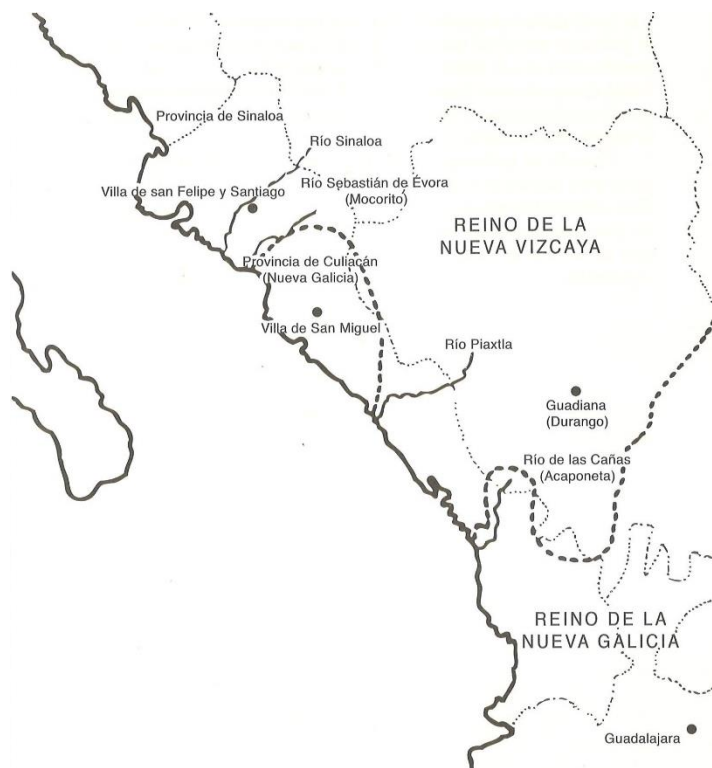 Provincia de Sinaloa
Río Sinaloa
Villa de san Felipe y Santiago
Río Sebastián de Évora
(Mocorito)
REINO DE LA
NUEVA VIZCAYA
Provincia de Culiacán
(Nueva Galicia)
Villa de San Miguel
Río Piaxtla
Guadiana
(Durango)
Río de las Cañas
(Acaponeta)
REINO DE LA
NUEVA GALICIA
Guadalajara